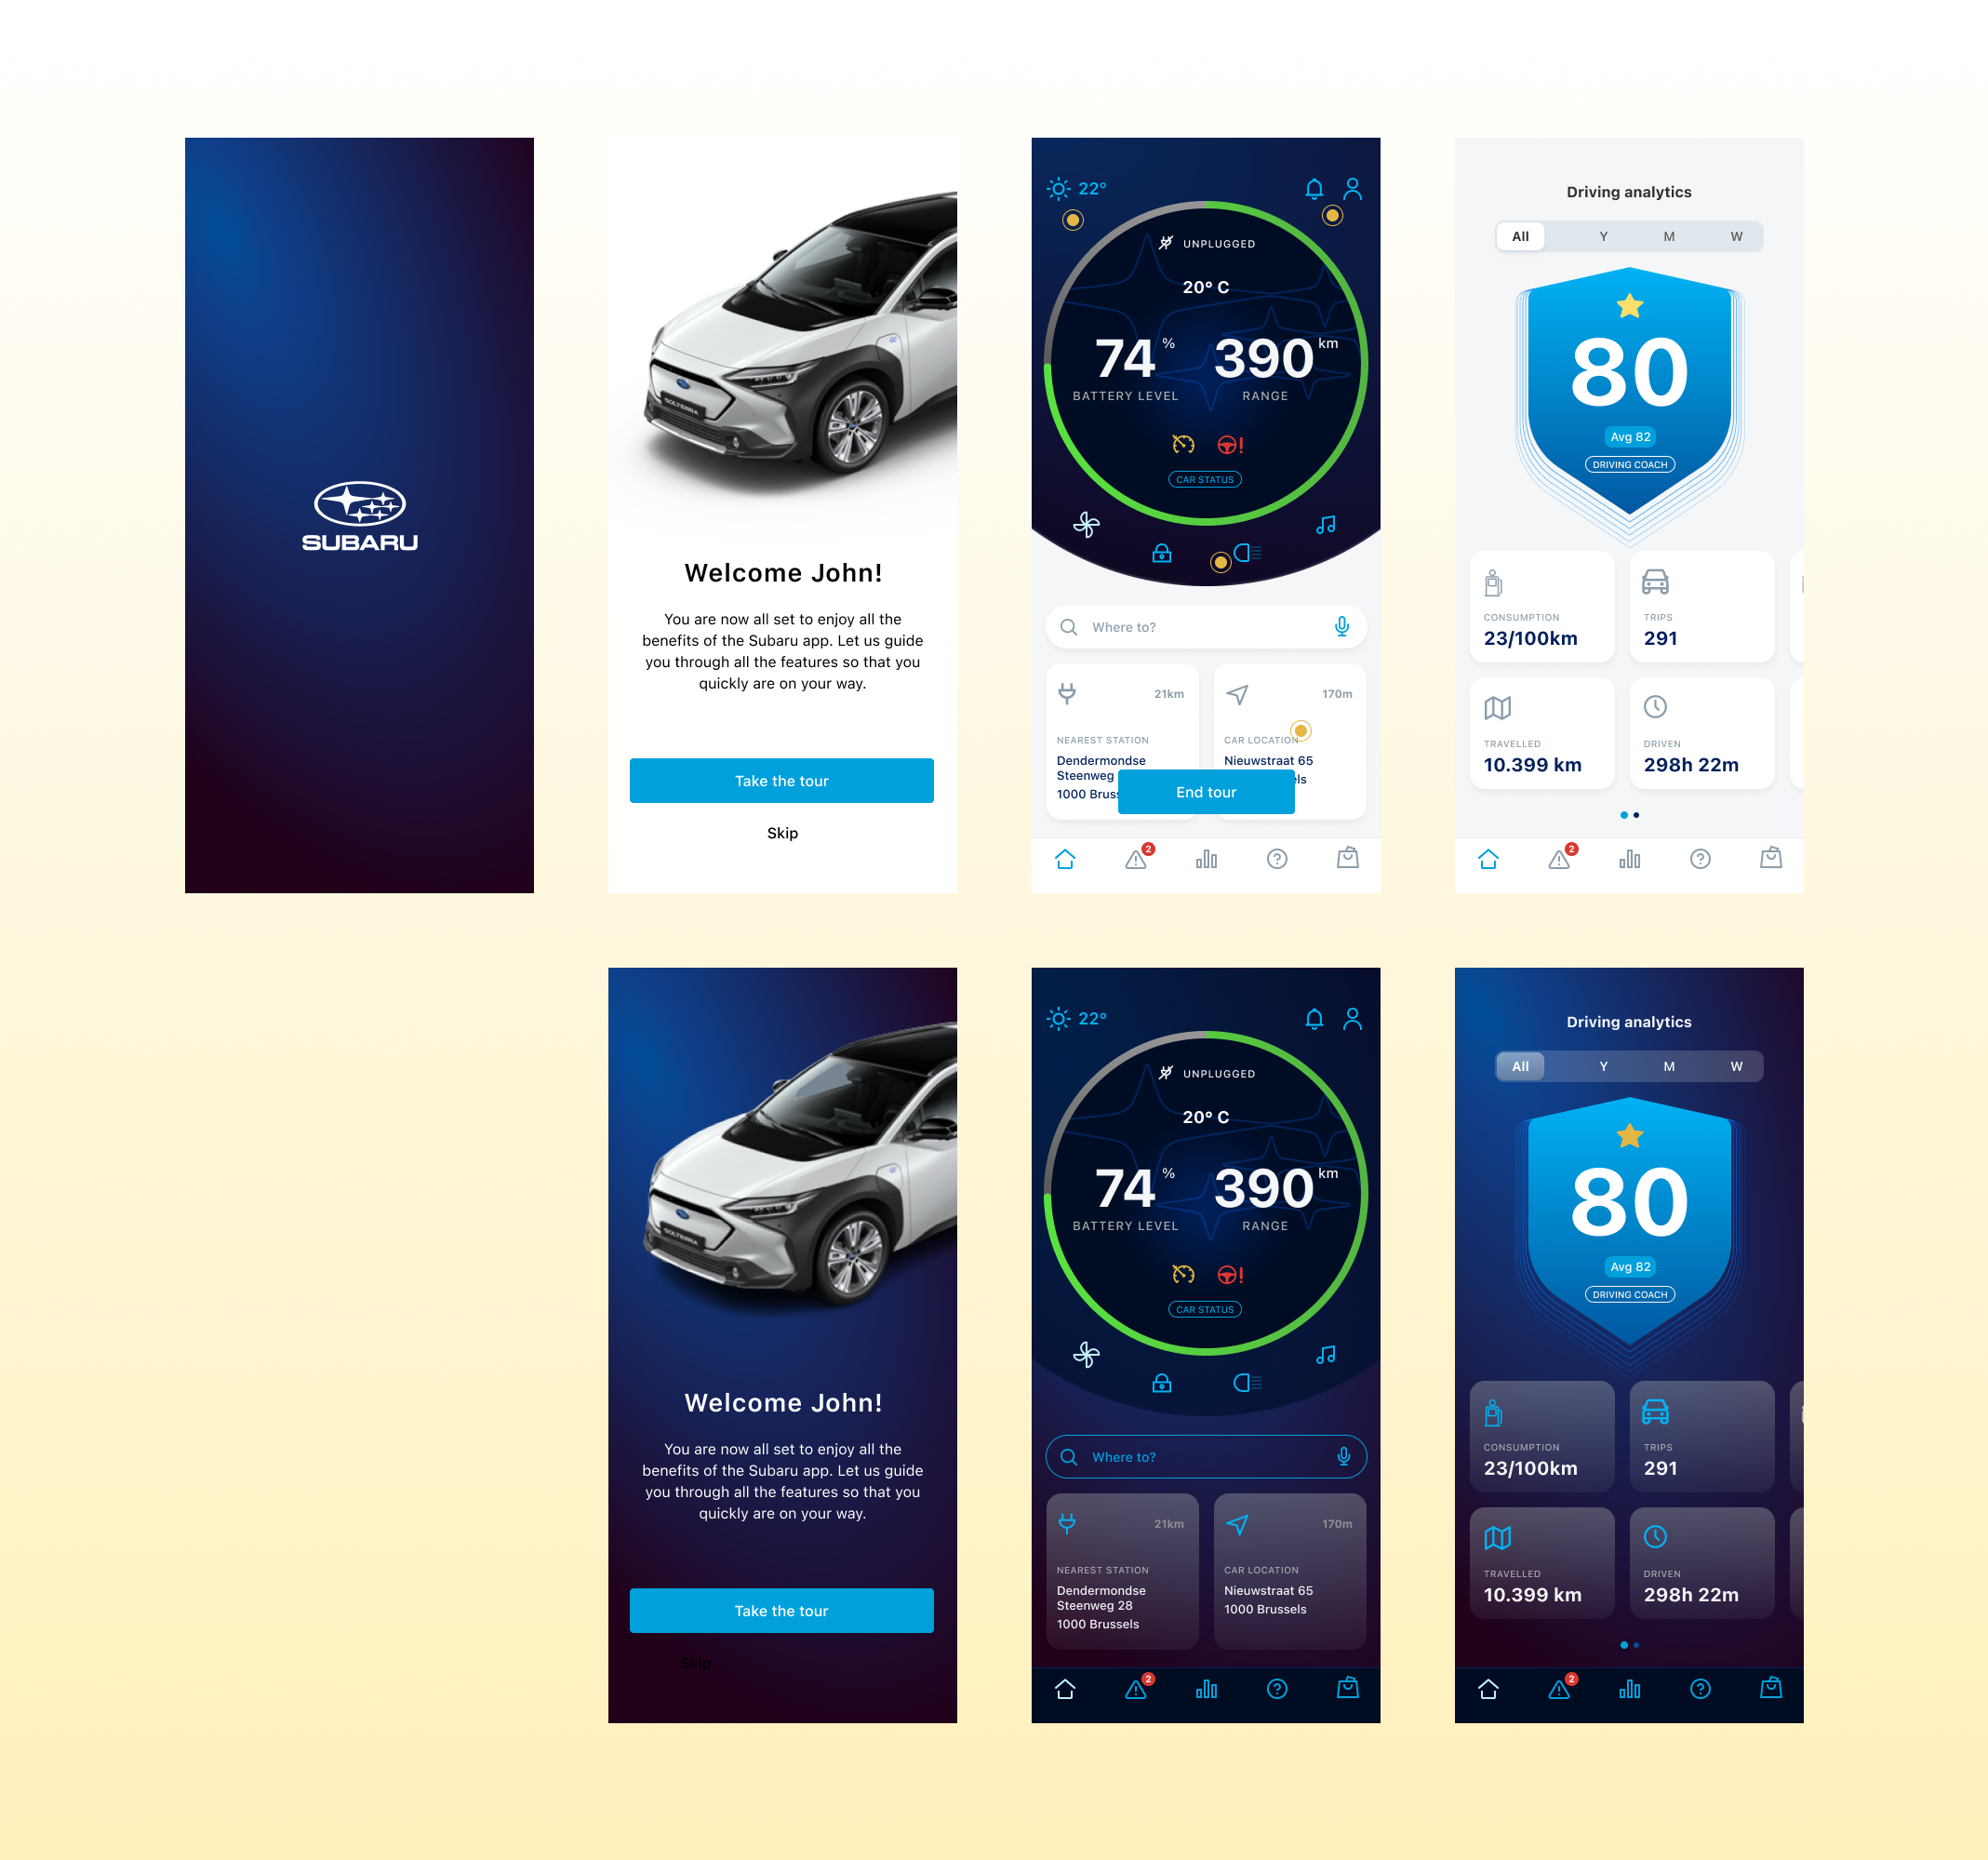 SUBARU
SOLTERRA
Welcome John!
You are now all set to enjoy all the
benefits of the Subaru app. Let us guide
you through all the features so that you
quickly are on your way.
Take the tour
Skip
22°
UNPLUGGED
20° C
74 %
390 km
BATTERY LEVEL
RANGE
CAR STATUS
Where to?
21km
NEAREST STATION
Dendermondse
Steenweg
1000 Brus
170m
CAR LOCATION
Nieuwstraat 65
els
End tour
2
Driving analytics
All Y M W
80
Avg 82
DRIVING COACH
CONSUMPTION
23/100km
TRIPS
291
TRAVELLED
10.399 km
DRIVEN
298h 22m
2
SOLTERRA
Welcome John!
You are now all set to enjoy all the
benefits of the Subaru app. Let us guide
you through all the features so that you
quickly are on your way.
Take the tour
Skip
22°
UNPLUGGED
20° C
74 %
390 km
BATTERY LEVEL
RANGE
CAR STATUS
Where to?
21km
NEAREST STATION
Dendermondse
Steenweg 28
1000 Brussels
170m
CAR LOCATION
Nieuwstraat 65
1000 Brussels
2
Driving analytics
All Y M W
80
Avg 82
DRIVING COACH
CONSUMPTION
23/100km
TRIPS
291
TRAVELLED
10.399 km
DRIVEN
298h 22m
2